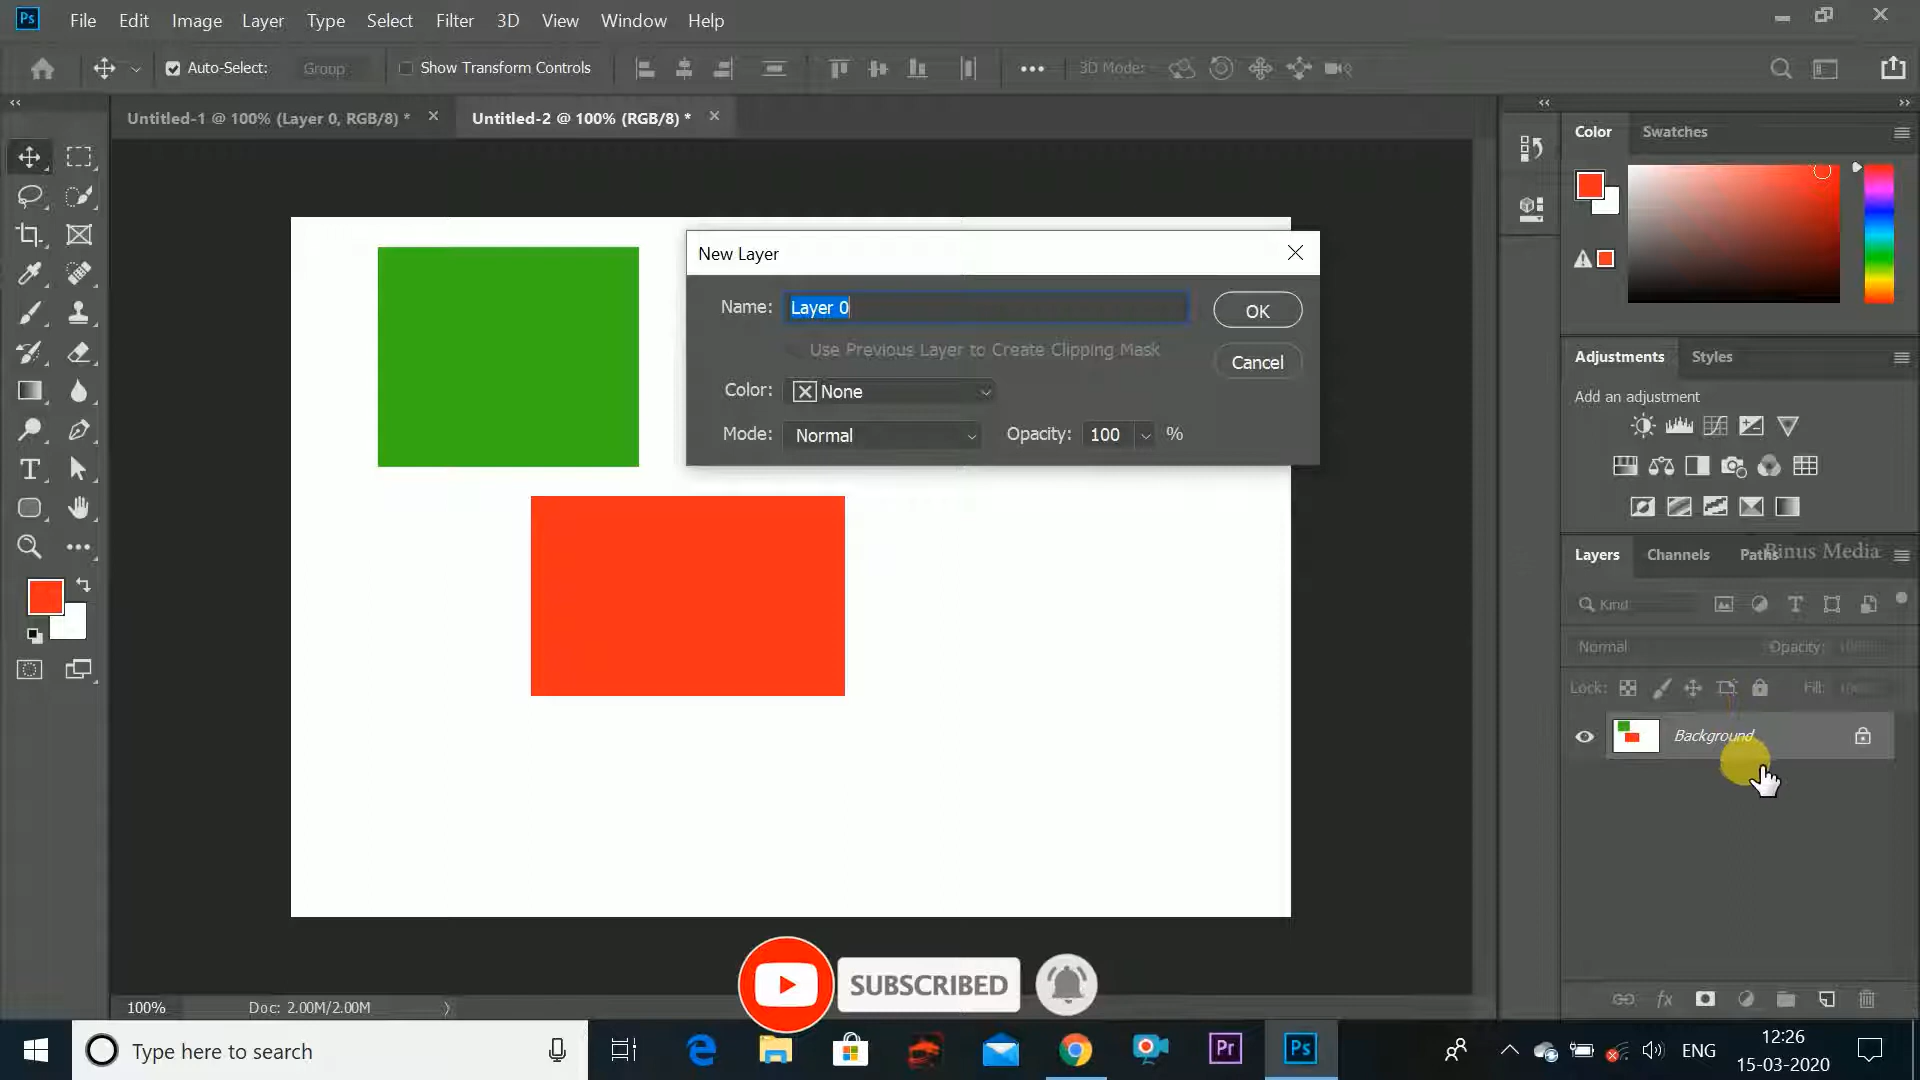 Ps File Edit Image Layer Type Select Filter 3D View Window Help
Auto-Select: Group Show Transform Controls 3D Mode:
Untitled-1 @ 100% (Layer 0, RGB/8) * Untitled-2 @ 100% (RGB/8) *
Color Swatches
New Layer
Name: Layer 0 OK
Use Previous Layer to Create Clipping Mask
Cancel
Color: None
Mode: Normal Opacity: 100 %
Adjustments Styles
Add an adjustment
Layers Channels Paths
Binus Media
Kind
Normal Opacity:
Lock: Fill:
Background
fx
SUBSCRIBED
100% Doc: 2.00M/2.00M
Type here to search
Pr Ps ENG
12:26
15-03-2020